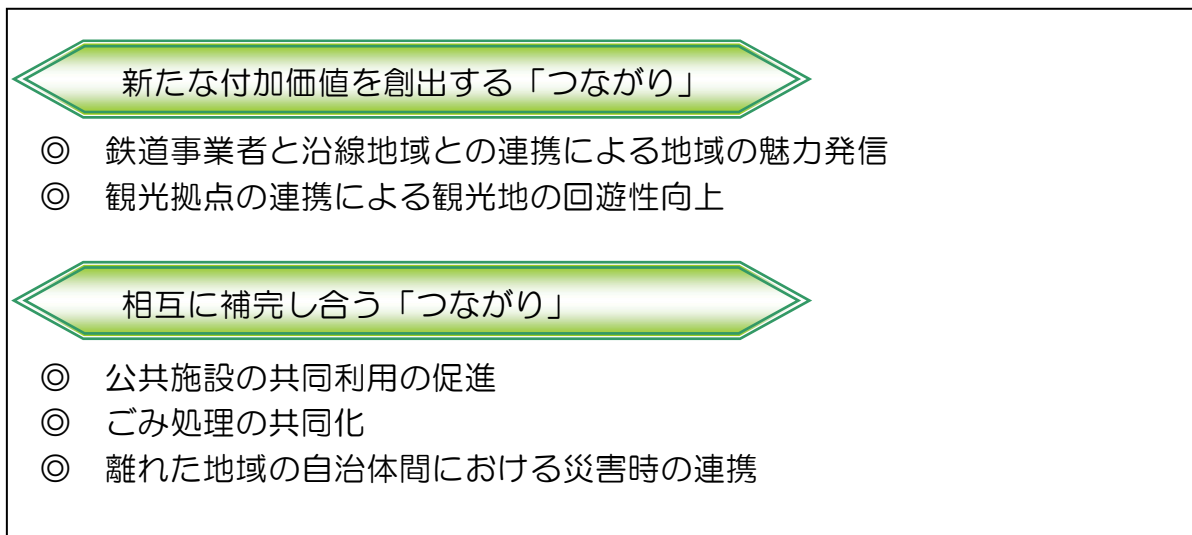 新たな付加価値を創出する「つながり」
◎ 鉄道事業者と沿線地域との連携による地域の魅力発信
◎ 観光拠点の連携による観光地の回遊性向上
相互に補完し合う「つながり」
◎ 公共施設の共同利用の促進
◎ ごみ処理の共同化
◎ 離れた地域の自治体間における災害時の連携